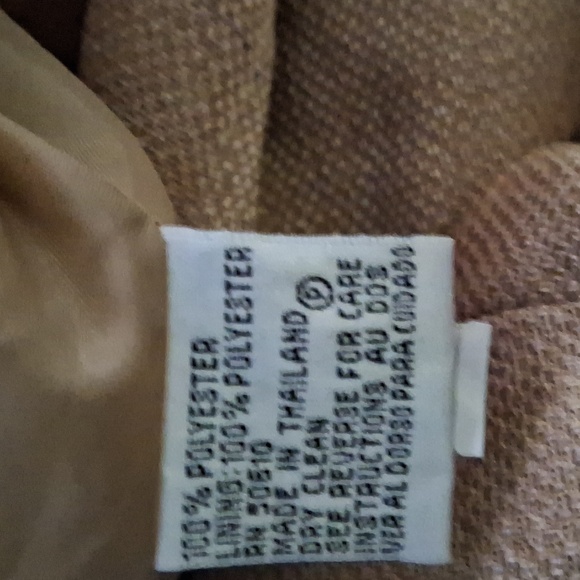 100% POLYESTER
LINING:100% POLYESTER
RN 50610
MADE IN THAILAND
DRY CLEAN Ⓟ
SEE REVERSE FOR CARE
INSTRUCTIONS AU DOS
VER AL DORSO PARA CUIDADO